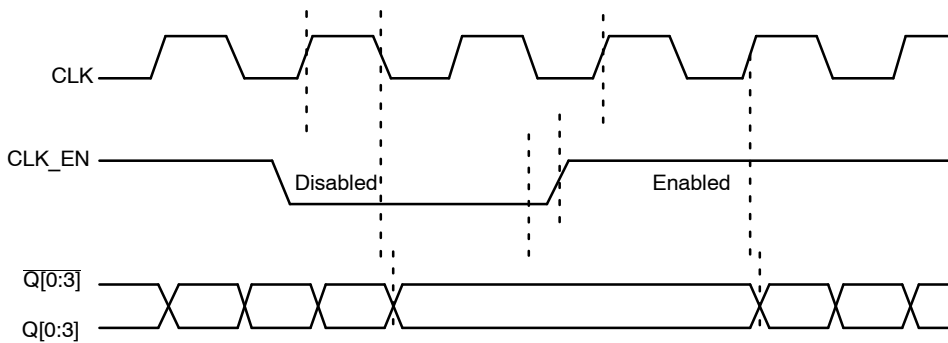 CLK
CLK_EN
Disabled
Enabled
Q[0:3]
Q[0:3]